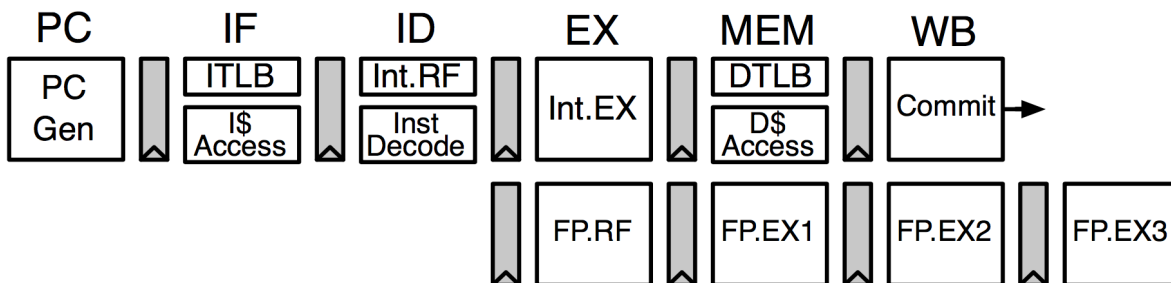 PC IF ID EX MEM WB
PC
Gen
ITLB
I$
Access
Int.RF
Inst
Decode
Int.EX
DTLB
D$
Access
Commit
FP.RF FP.EX1 FP.EX2 FP.EX3